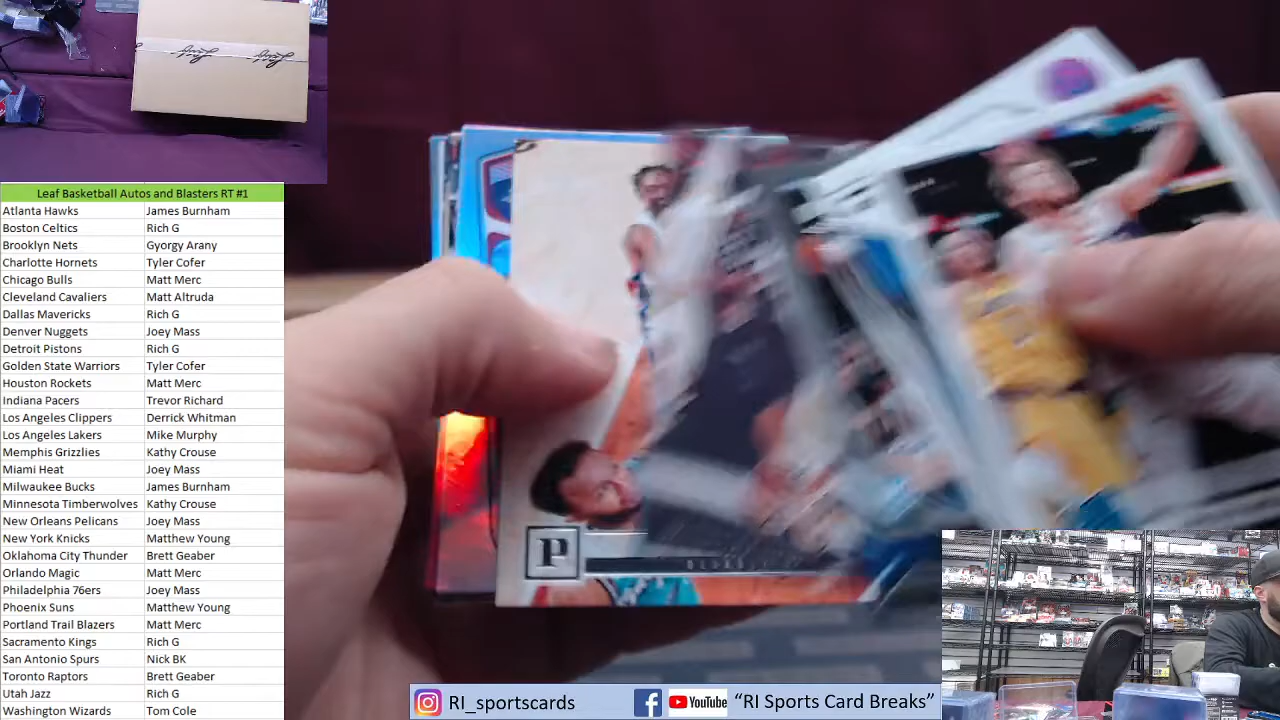 Leaf Basketball Autos and Blasters RT #1
Atlanta Hawks James Burnham
Boston Celtics Rich G
Brooklyn Nets Gyorgy Arany
Charlotte Hornets Tyler Cofer
Chicago Bulls Matt Merc
Cleveland Cavaliers Matt Altruda
Dallas Mavericks Rich G
Denver Nuggets Joey Mass
Detroit Pistons Rich G
Golden State Warriors Tyler Cofer
Houston Rockets Matt Merc
Indiana Pacers Trevor Richard
Los Angeles Clippers Derrick Whitman
Los Angeles Lakers Mike Murphy
Memphis Grizzlies Kathy Crouse
Miami Heat Joey Mass
Milwaukee Bucks James Burnham
Minnesota Timberwolves Kathy Crouse
New Orleans Pelicans Joey Mass
New York Knicks Matthew Young
Oklahoma City Thunder Brett Geaber
Orlando Magic Matt Merc
Philadelphia 76ers Joey Mass
Phoenix Suns Matthew Young
Portland Trail Blazers Matt Merc
Sacramento Kings Rich G
San Antonio Spurs Nick BK
Toronto Raptors Brett Geaber
Utah Jazz Rich G
Washington Wizards Tom Cole
Leaf Leaf
P
RI_sportscards YouTube "RI Sports Card Breaks"